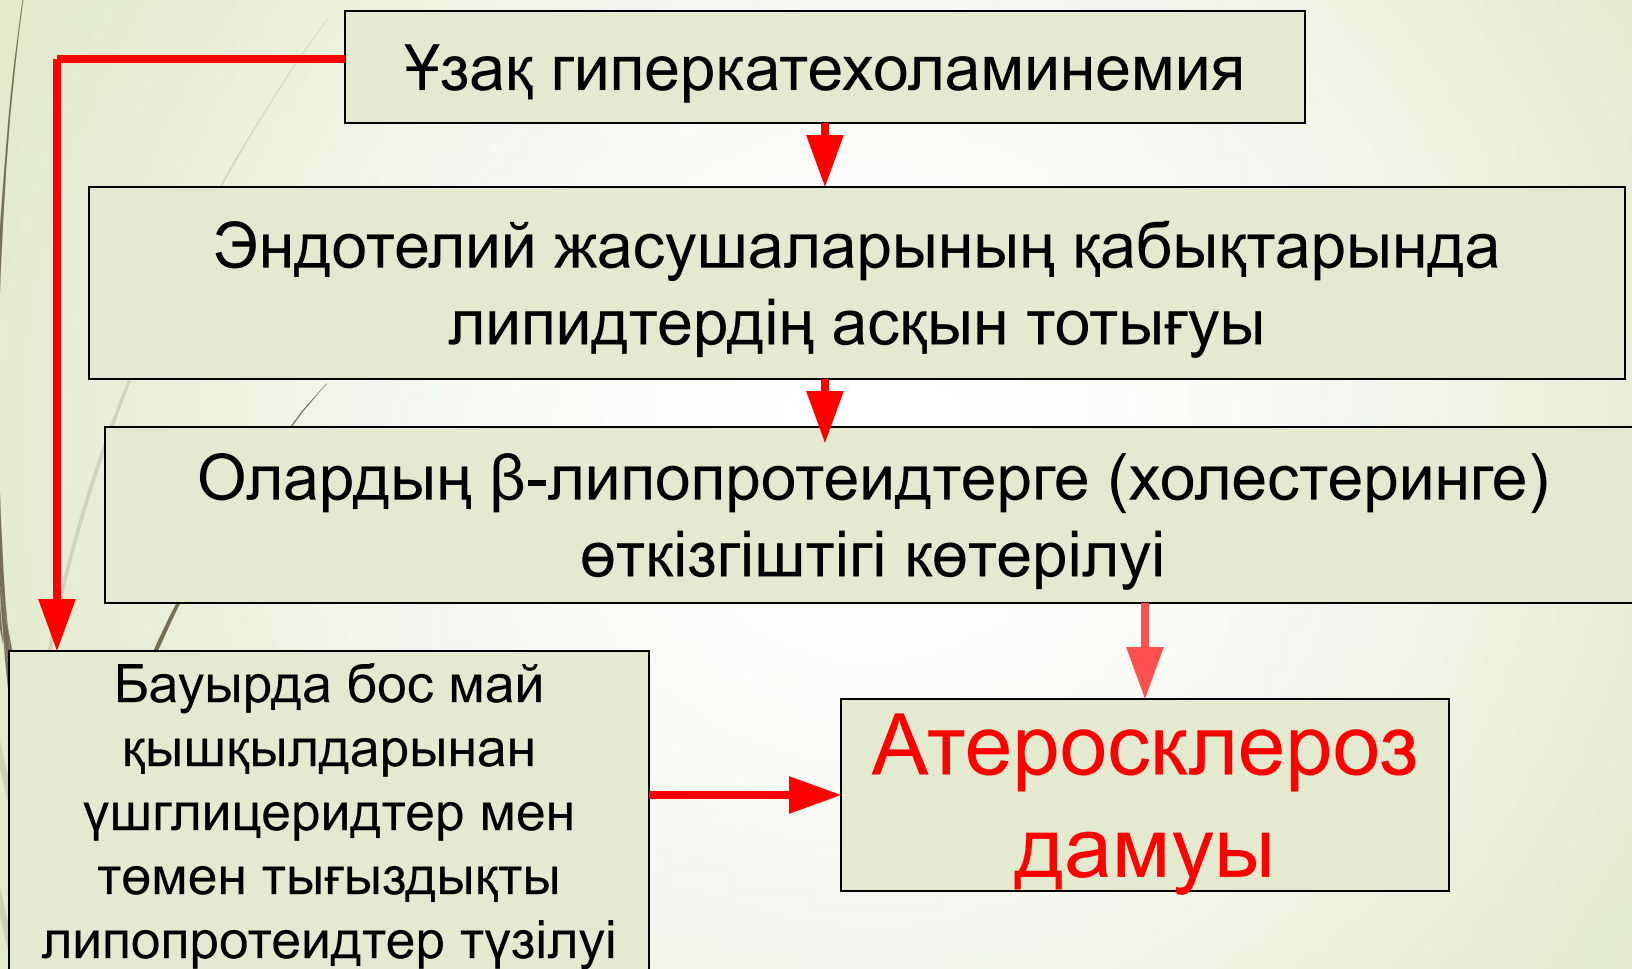 Ұзақ гиперкатехоламинемия
Эндотелий жасушаларының қабықтарында
липидтердің асқын тотығуы
Олардың β-липопротеидтерге (холестеринге)
өткізгіштігі көтерілуі
Бауырда бос май
қышқылдарынан
үшглицеридтер мен
төмен тығыздықты
липопротеидтер түзілуі
Атеросклероз
дамуы